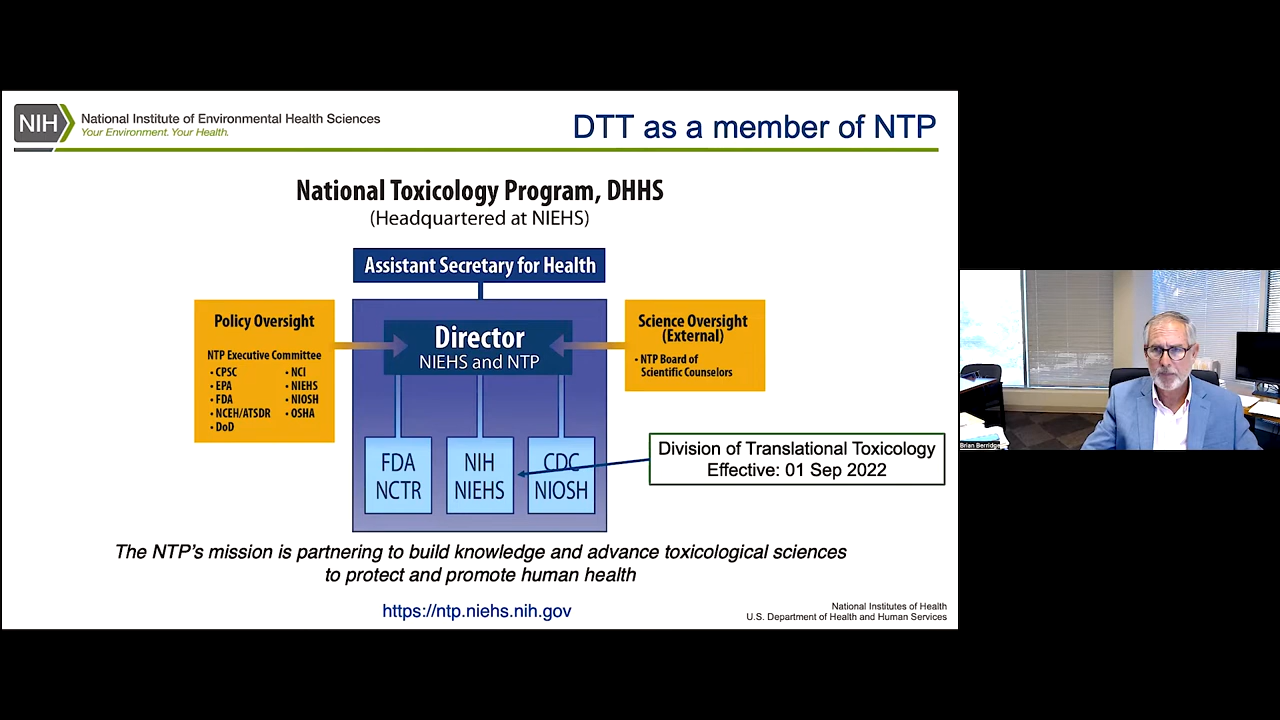 NIH
National Institute of Environmental Health Sciences
Your Environment. Your Health.
DTT as a member of NTP
National Toxicology Program, DHHS
(Headquartered at NIEHS)
Assistant Secretary for Health
Policy Oversight
NTP Executive Committee
• CPSC
• EPA
• FDA
• NCEH/ATSDR
• DoD
• NCI
• NIEHS
• NIOSH
• OSHA
Director
NIEHS and NTP
Science Oversight
(External)
• NTP Board of
Scientific Counselors
FDA
NCTR
NIH
NIEHS
CDC
NIOSH
Division of Translational Toxicology
Effective: 01 Sep 2022
The NTP's mission is partnering to build knowledge and advance toxicological sciences
to protect and promote human health
https://ntp.niehs.nih.gov
National Institutes of Health
U.S. Department of Health and Human Services
Brian Berridge